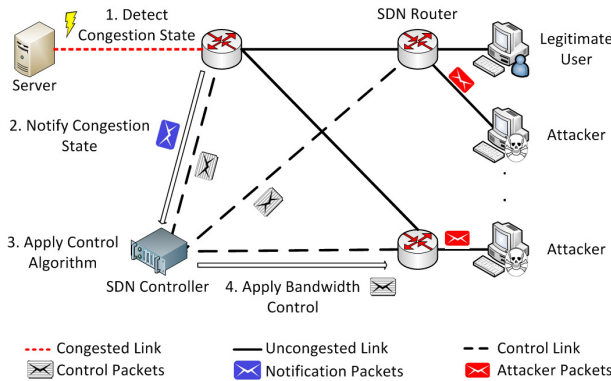 1. Detect
Congestion State
SDN Router
Server
Legitimate
User
2. Notify Congestion
State
Attacker
3. Apply Control
Algorithm
SDN Controller
4. Apply Bandwidth
Control
Attacker
Congested Link
Uncongested Link
Control Link
Control Packets
Notification Packets
Attacker Packets